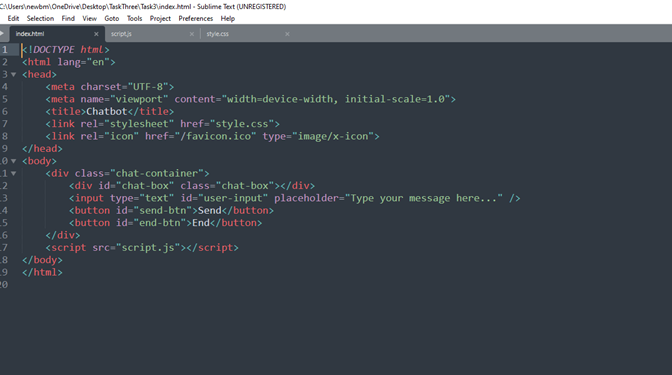 C:\Users\newbm\OneDrive\Desktop\TaskThree\Task3\index.html - Sublime Text (UNREGISTERED)
Edit Selection Find View Goto Tools Project Preferences Help
index.html × script.js × style.css ×
1 <!DOCTYPE html>
2 <html lang="en">
3 <head>
4 <meta charset="UTF-8">
5 <meta name="viewport" content="width=device-width, initial-scale=1.0">
6 <title>Chatbot</title>
7 <link rel="stylesheet" href="style.css">
8 <link rel="icon" href="/favicon.ico" type="image/x-icon">
9 </head>
10 <body>
11 <div class="chat-container">
12 <div id="chat-box" class="chat-box"></div>
13 <input type="text" id="user-input" placeholder="Type your message here..." />
14 <button id="send-btn">Send</button>
15 <button id="end-btn">End</button>
16 </div>
17 <script src="script.js"></script>
18 </body>
19 </html>
20